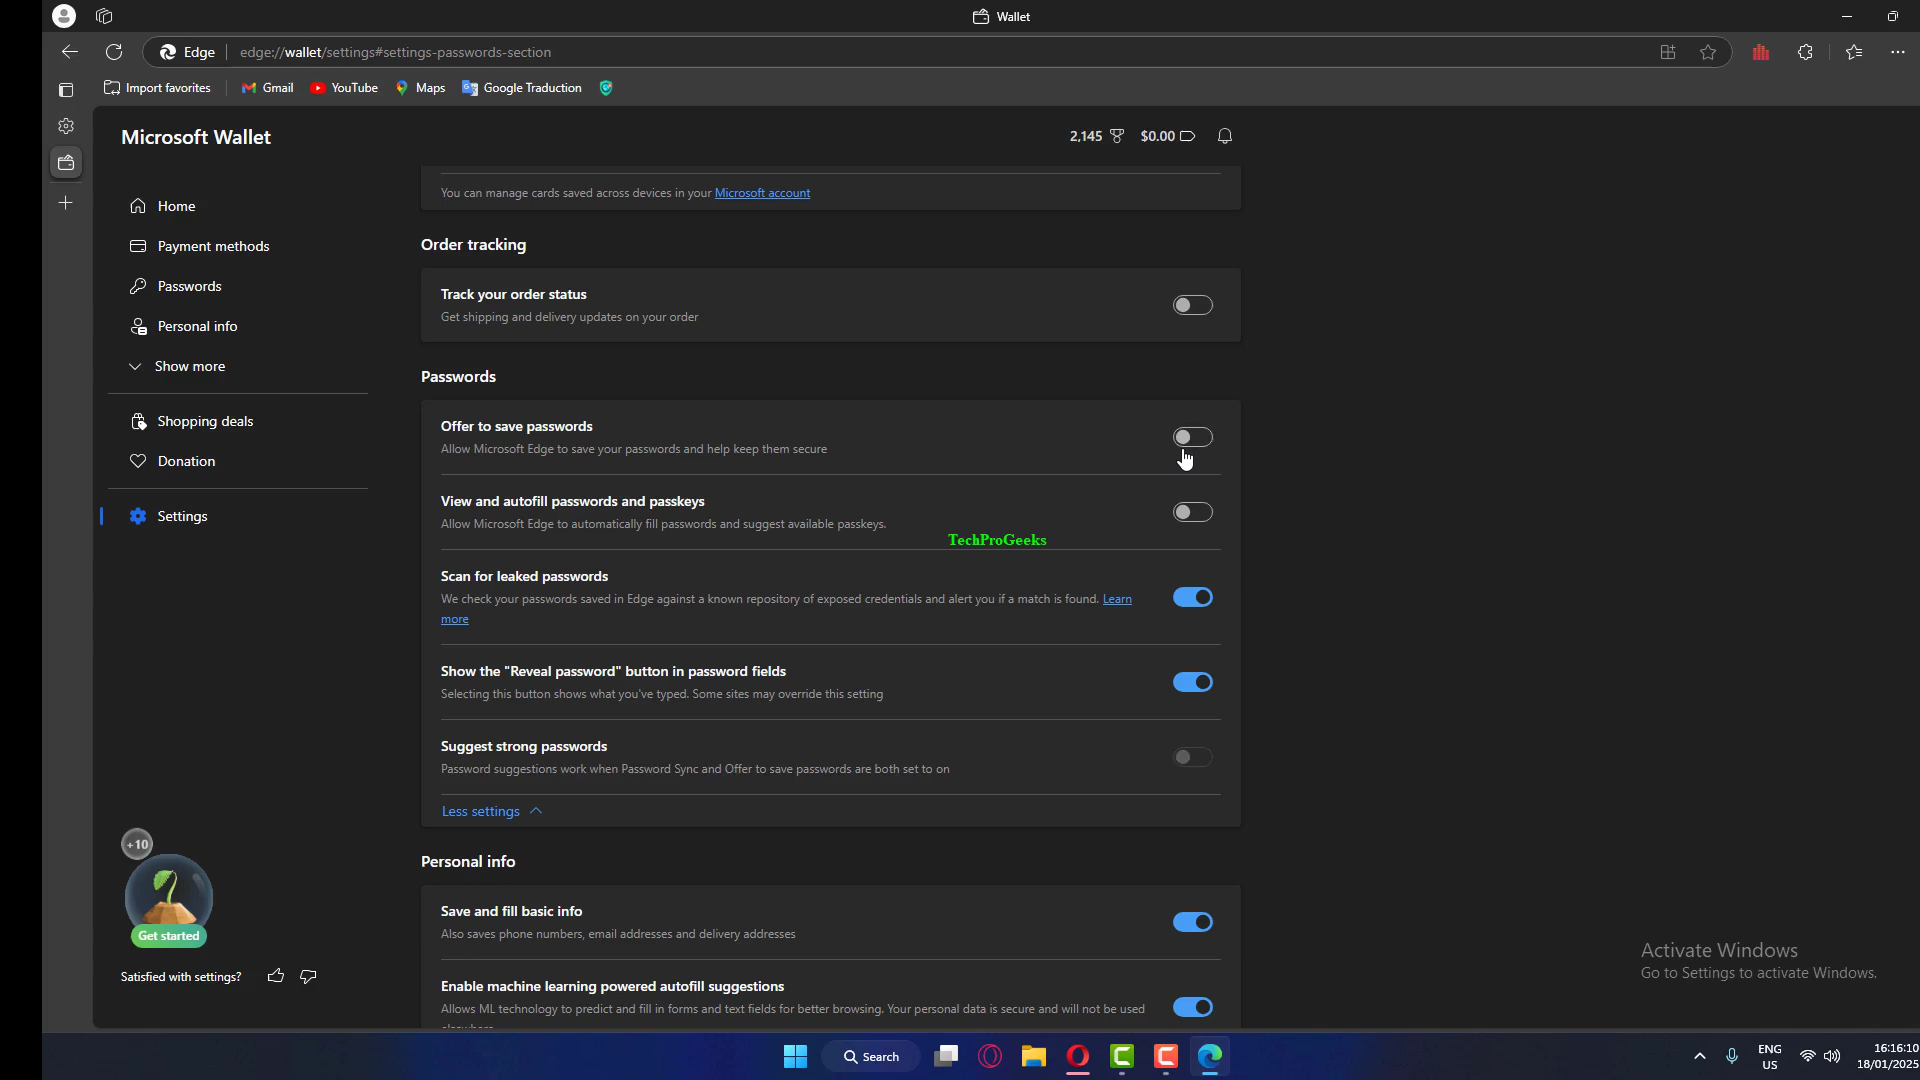 Wallet
Edge
edge://wallet/settings#settings-passwords-section
Import favorites
Gmail
YouTube
Maps
Google Traduction
Microsoft Wallet
2,145
$0.00
Home
Payment methods
Passwords
Personal info
Show more
Shopping deals
Donation
Settings
+10
Get started
Satisfied with settings?
You can manage cards saved across devices in your Microsoft account
Order tracking
Track your order status
Get shipping and delivery updates on your order
Passwords
Offer to save passwords
Allow Microsoft Edge to save your passwords and help keep them secure
View and autofill passwords and passkeys
Allow Microsoft Edge to automatically fill passwords and suggest available passkeys.
TechProGeeks
Scan for leaked passwords
We check your passwords saved in Edge against a known repository of exposed credentials and alert you if a match is found. Learn
more
Show the "Reveal password" button in password fields
Selecting this button shows what you've typed. Some sites may override this setting
Suggest strong passwords
Password suggestions work when Password Sync and Offer to save passwords are both set to on
Less settings
Personal info
Save and fill basic info
Also saves phone numbers, email addresses and delivery addresses
Enable machine learning powered autofill suggestions
Allows ML technology to predict and fill in forms and text fields for better browsing. Your personal data is secure and will not be used
Activate Windows
Go to Settings to activate Windows.
Search
ENG
US
16:16:10
18/01/2025